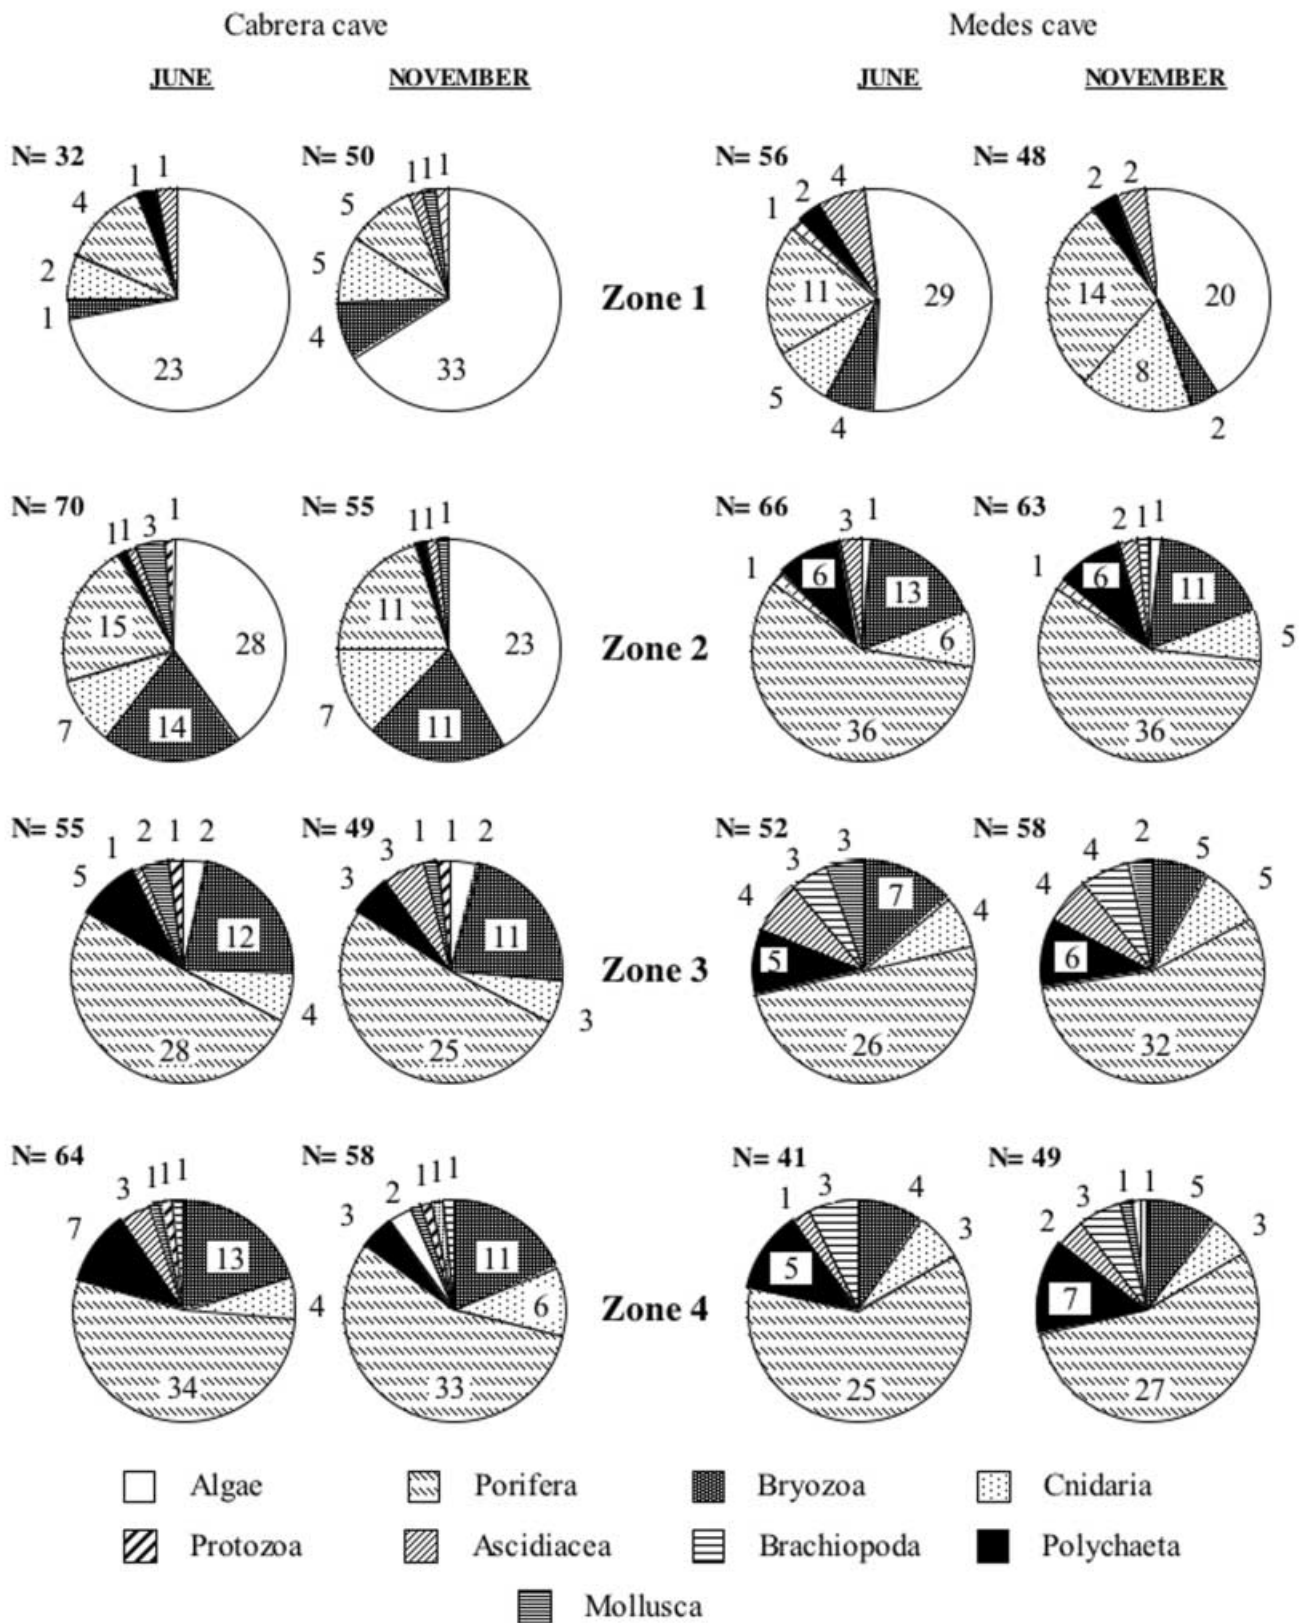 Cabrera cave Medes cave
JUNE NOVEMBER JUNE NOVEMBER
N= 32 1 1 4 2 1 23
N= 50 1 1 1 5 5 4 33
Zone 1
N= 56 4 2 1 11 5 4 29
N= 48 2 2 14 8 2 20
N= 70 1 1 3 1 15 7 14 28
N= 55 1 1 1 11 7 11 23
Zone 2
N= 66 3 1 6 1 13 6 36
N= 63 2 1 1 6 1 11 5 36
N= 55 5 1 2 1 2 12 4 28
N= 49 3 3 1 1 2 11 3 25
Zone 3
N= 52 4 3 3 7 4 5 26
N= 58 4 4 2 5 5 6 32
N= 64 7 3 1 1 1 13 4 34
N= 58 3 2 1 1 1 1 11 6 33
Zone 4
N= 41 1 3 4 3 5 25
N= 49 2 3 1 1 5 3 7 27
Algae Porifera Bryozoa Cnidaria
Protozoa Ascidiacea Brachiopoda Polychaeta
Mollusca